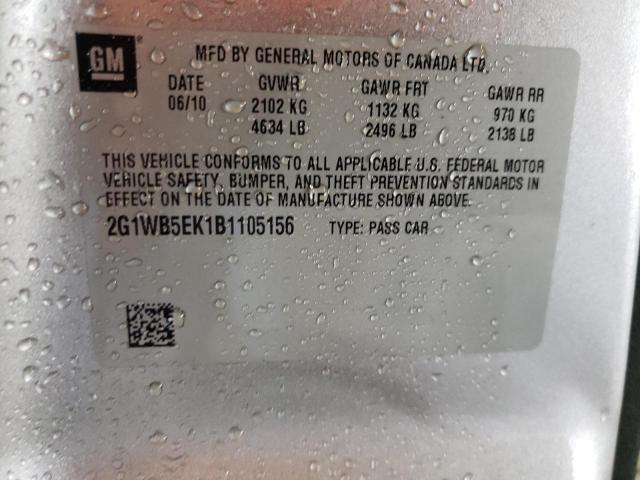 GM ®
MFD BY GENERAL MOTORS OF CANADA LTD.
DATE GVWR GAWR FRT GAWR RR
06/10 2102 KG 1132 KG 970 KG
4634 LB 2496 LB 2138 LB
THIS VEHICLE CONFORMS TO ALL APPLICABLE U.S. FEDERAL MOTOR
VEHICLE SAFETY, BUMPER, AND THEFT PREVENTION STANDARDS IN
EFFECT ON THE DATE OF MANUFACTURE SHOWN ABOVE.
2G1WB5EK1B1105156 TYPE: PASS CAR